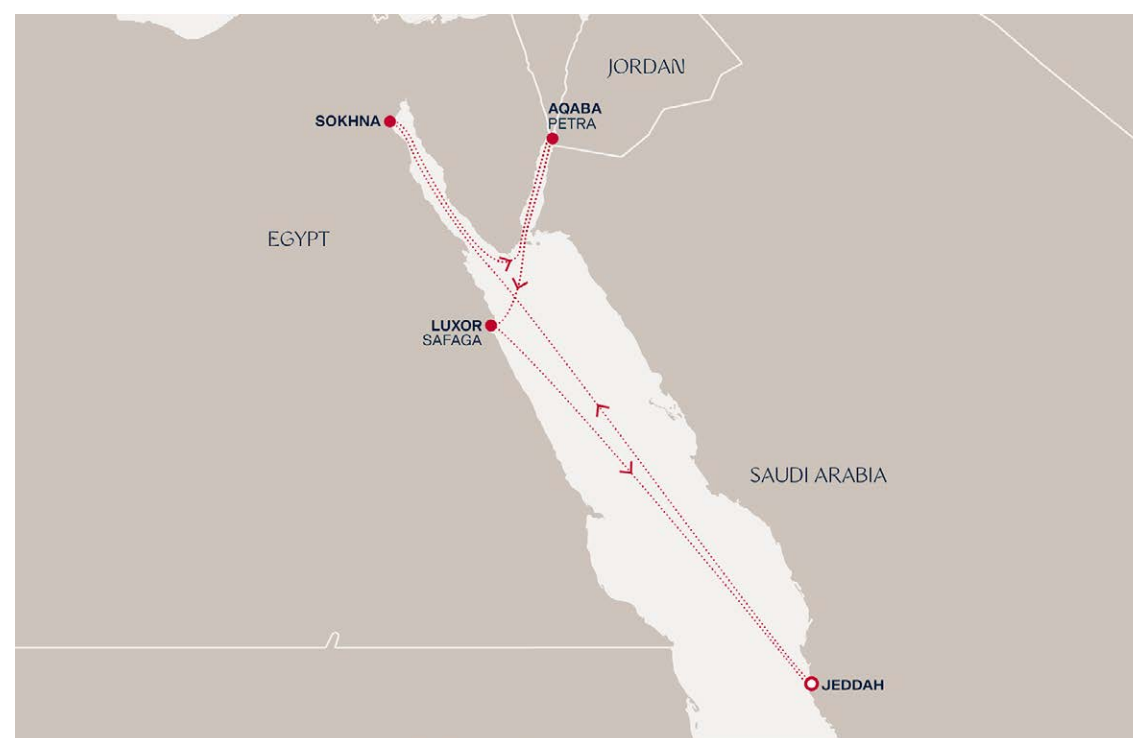 JORDAN
AQABA
PETRA
SOKHNA
EGYPT
LUXOR
SAFAGA
SAUDI ARABIA
JEDDAH